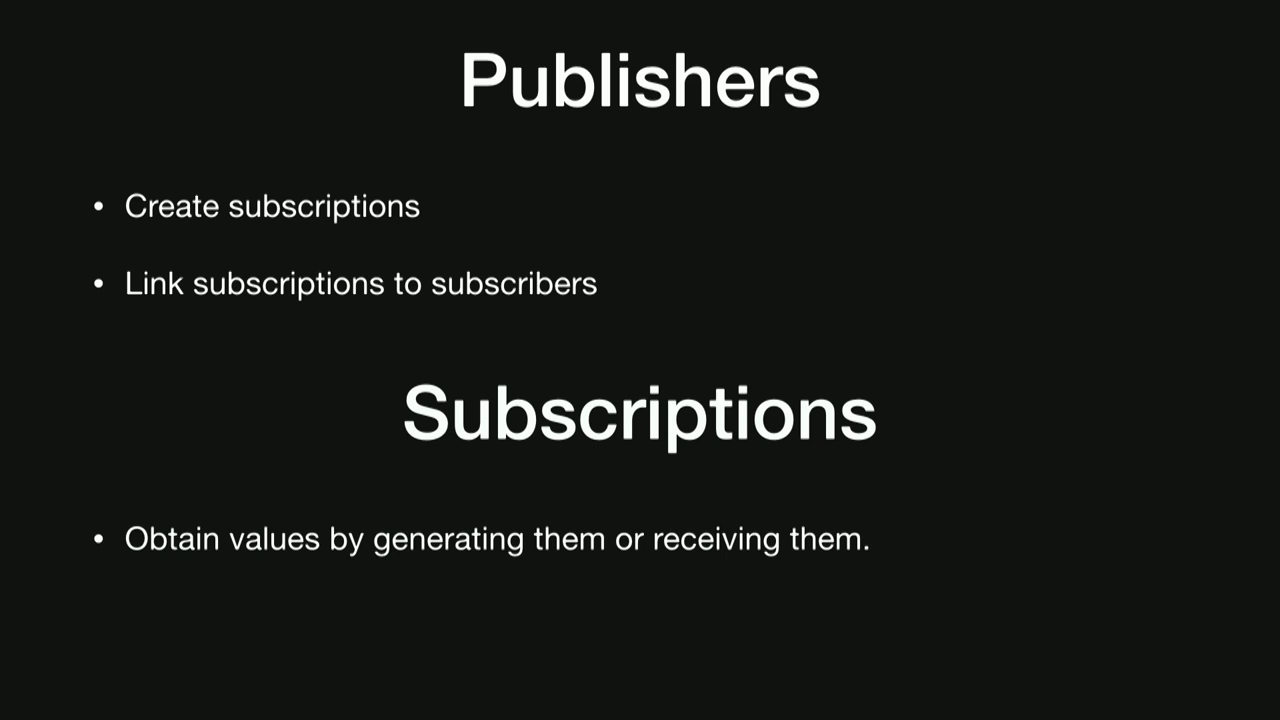 Publishers
• Create subscriptions
• Link subscriptions to subscribers
Subscriptions
• Obtain values by generating them or receiving them.